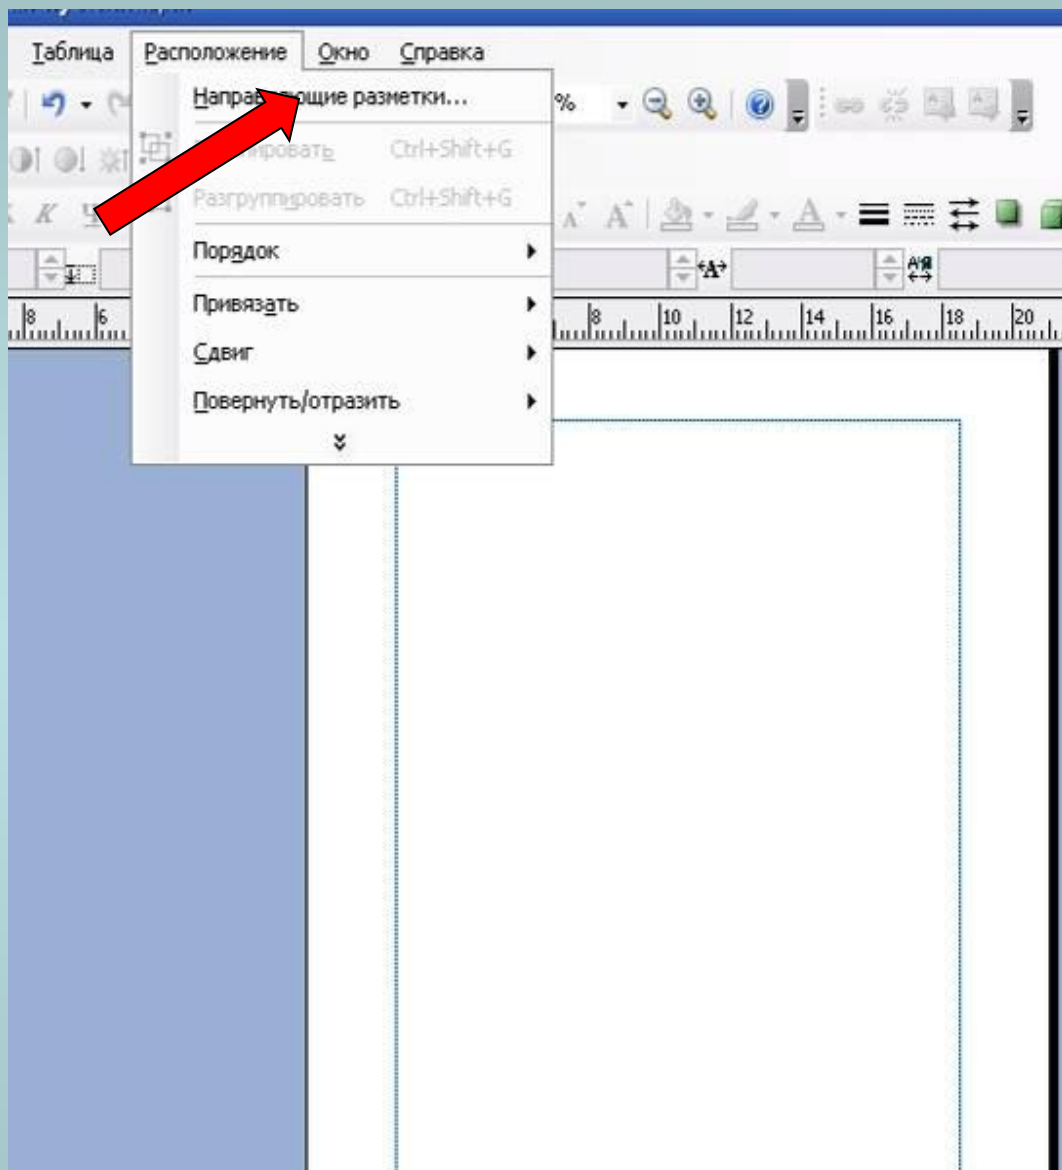 Таблица Расположение Окно Справка
Направляющие разметки...
%
Ctrl+Shift+G
Разгруппировать Ctrl+Shift+G
К Ч
Порядок
Привязать
Сдвиг
Повернуть/отразить
8 6 8 10 12 14 16 18 20